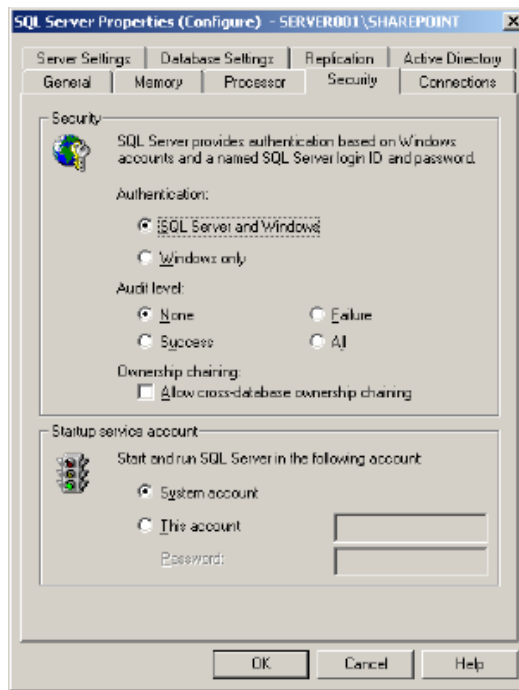 SQL Server Properties (Configure) - SERVER001\SHAREPOINT
Server Settings Database Settings Replication Active Directory
General Memory Processor Security Connections
Security
SQL Server provides authentication based on Windows
accounts and a named SQL Server login ID and password.
Authentication:
SQL Server and Windows
Windows only
Audit level:
None Failure
Success All
Ownership chaining:
Allow cross-database ownership chaining
Startup service account
Start and run SQL Server in the following account
System account
This account
Password:
OK Cancel Help